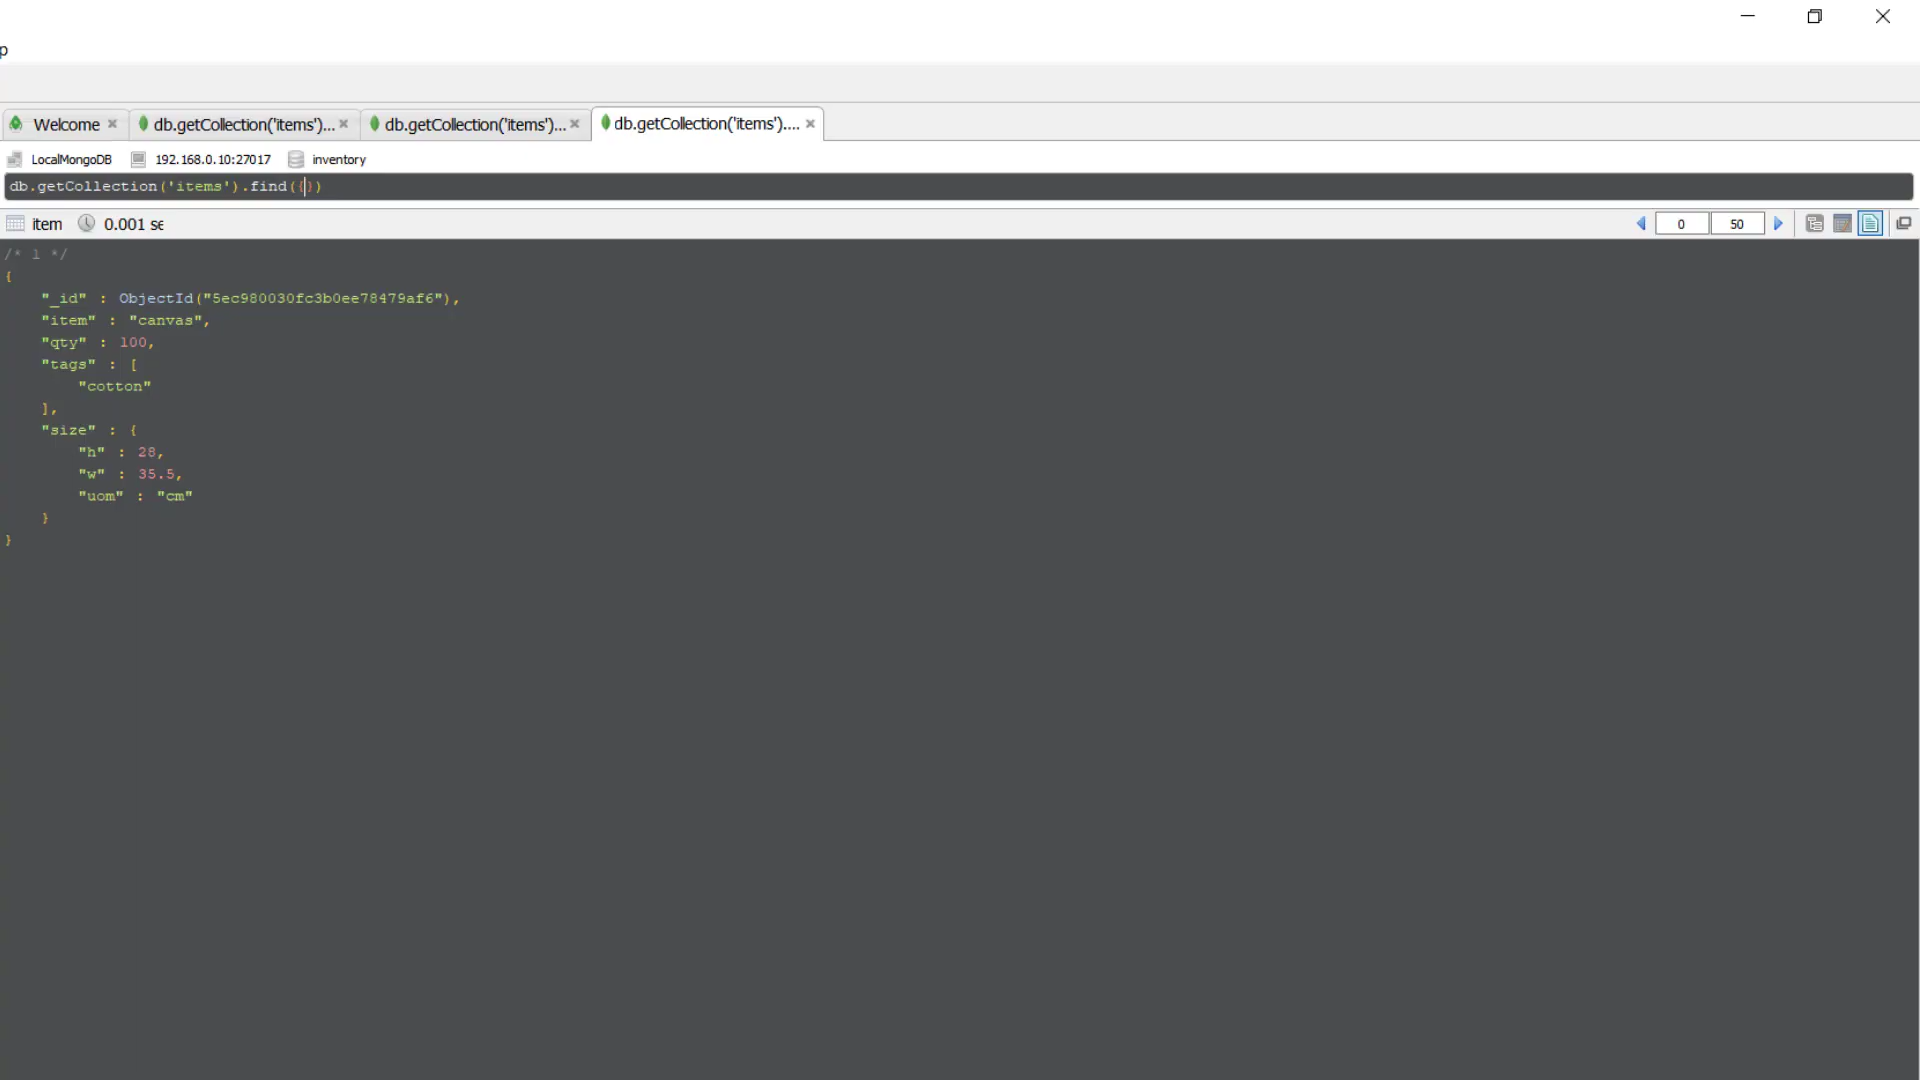 p
Welcome
db.getCollection('items')...
db.getCollection('items')...
db.getCollection('items')....
LocalMongoDB 192.168.0.10:27017 inventory
db.getCollection('items').find({})
item 0.001 se
0 50
/* 1 */
{
"_id" : ObjectId("5ec980030fc3b0ee78479af6"),
"item" : "canvas",
"qty" : 100,
"tags" : [
"cotton"
],
"size" : {
"h" : 28,
"w" : 35.5,
"uom" : "cm"
}
}